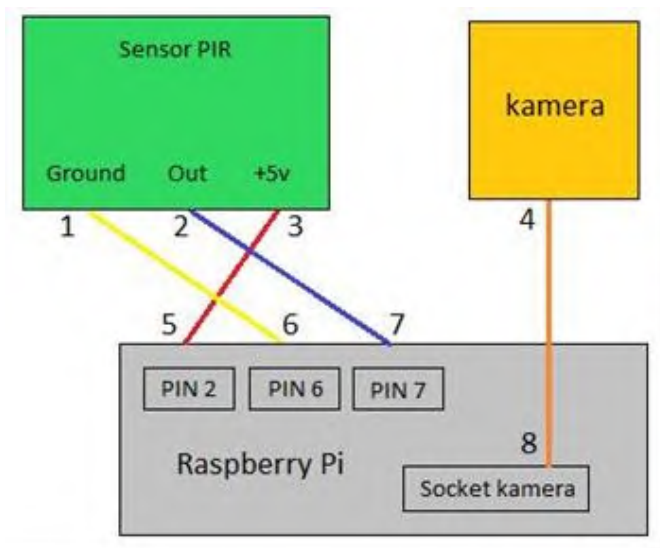 Sensor PIR
kamera
Ground Out +5v
1 2 3 4
5 6 7
PIN 2 PIN 6 PIN 7
8
Raspberry Pi
Socket kamera